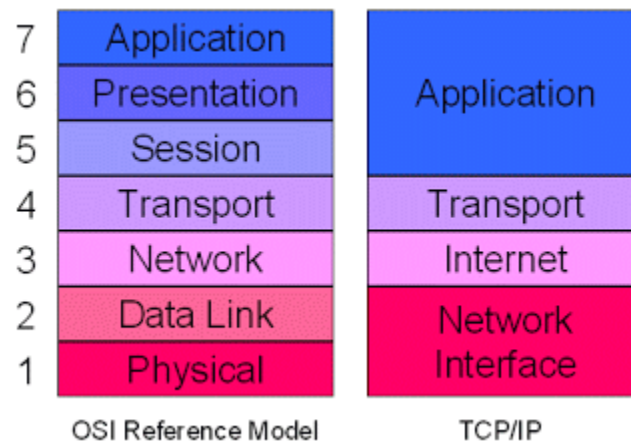 7 Application
6 Presentation
5 Session
Application
4 Transport Transport
3 Network Internet
2 Data Link
1 Physical
Network
Interface
OSI Reference Model TCP/IP